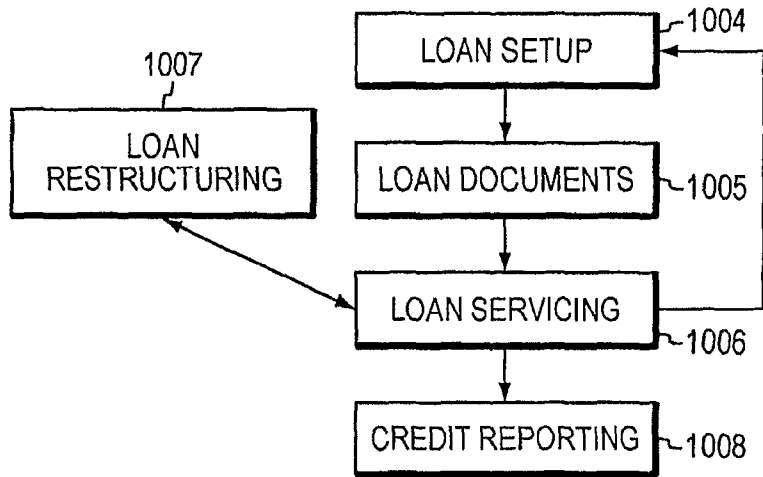 1004
LOAN SETUP
1007
LOAN
RESTRUCTURING
LOAN DOCUMENTS
1005
LOAN SERVICING
1006
CREDIT REPORTING
1008